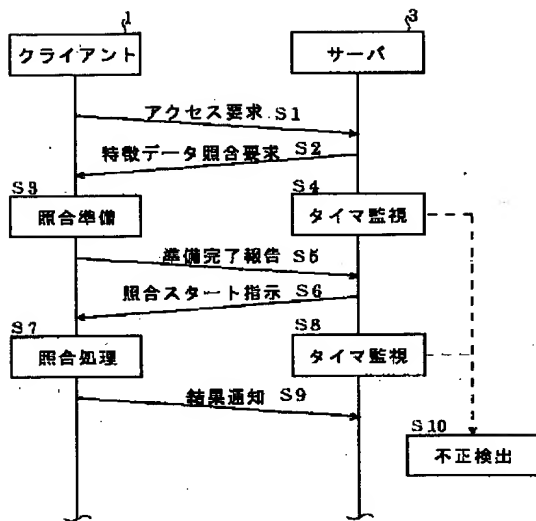 1
クライアント
3
サーバ
アクセス要求 S1
特徴データ照合要求 S2
S3
照合準備
S4
タイマ監視
準備完了報告 S5
照合スタート指示 S6
S7
照合処理
S8
タイマ監視
結果通知 S9
S10
不正検出